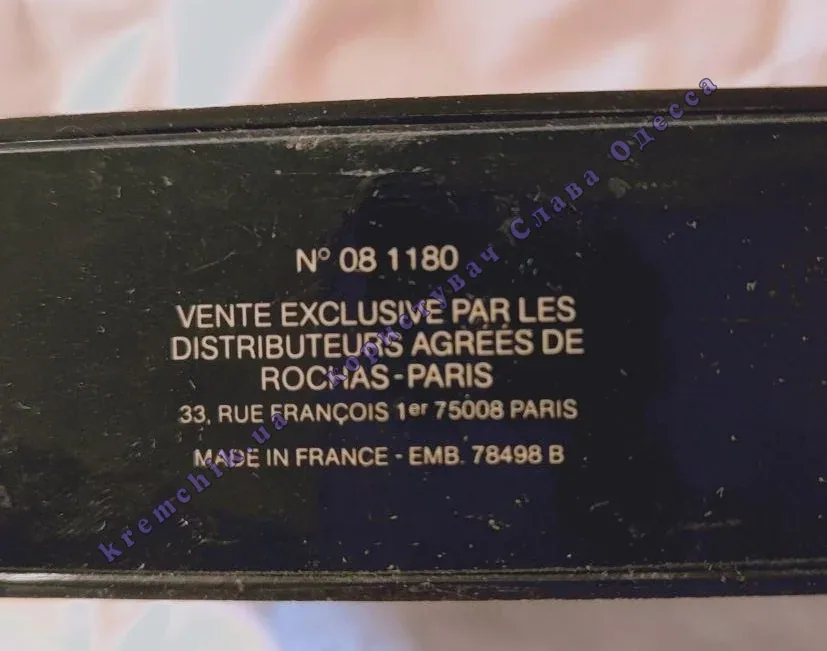 N° 08 1180
VENTE EXCLUSIVE PAR LES
DISTRIBUTEURS AGRÉÉS DE
ROCHAS-PARIS
33, RUE FRANÇOIS 1er 75008 PARIS
MADE IN FRANCE - EMB. 78498 B
kremchik.ua користувач Слава Одесса